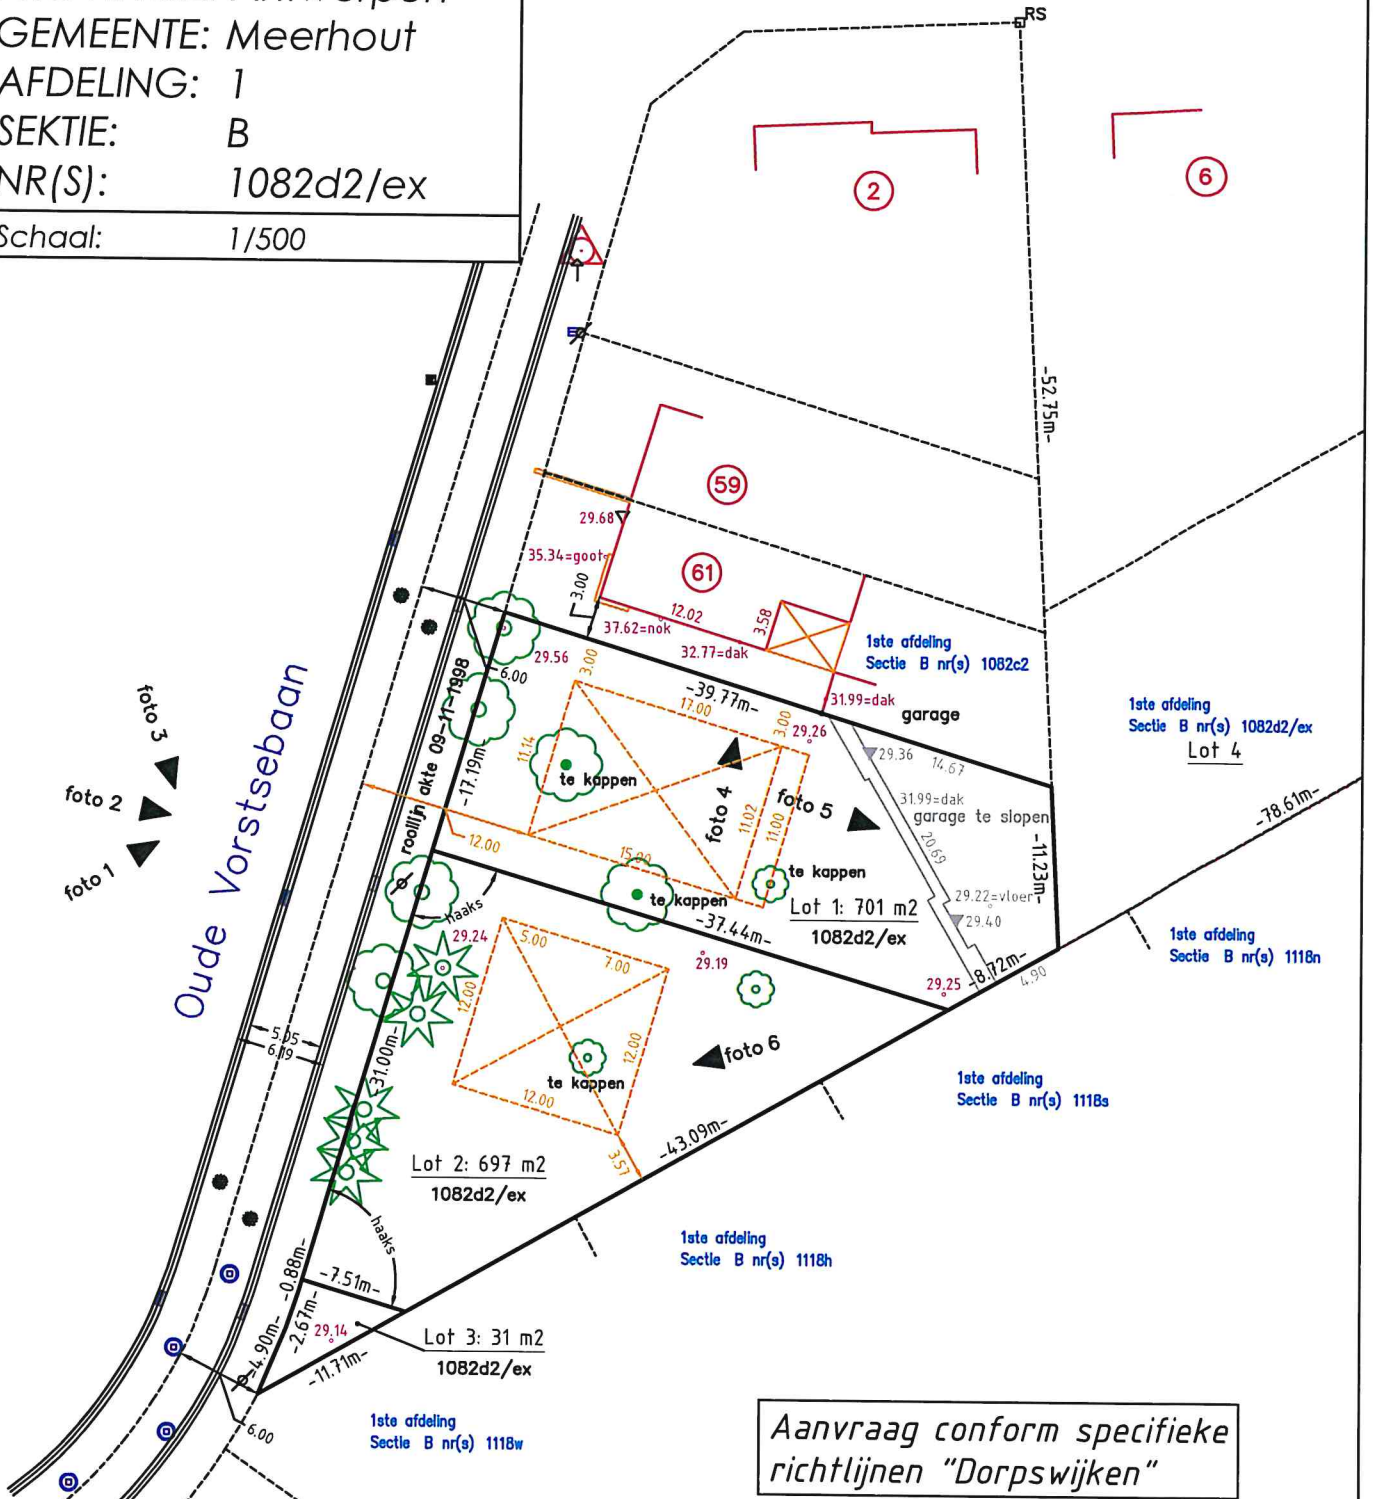 Antwerpen
GEMEENTE: Meerhout
AFDELING: 1
SEKTIE: B
NR(S): 1082d2/ex
Schaal: 1/500
RS
2
6
-52.75m-
59
29.68
35.34=goot
61
3.00
12.02
3.58
37.62=nok
32.77=dak
1ste afdeling
Sectie B nr(s) 1082c2
29.56
6.00
3.00
-39.77m-
17.00
3.00
31.99=dak
garage
29.26
1ste afdeling
Sectie B nr(s) 1082d2/ex
Lot 4
rooilijn akte 09-11-1998
-17.19m-
11.14
te kappen
foto 3
foto 2
foto 1
Oude Vorstsebaan
foto 4
foto 5
11.02
11.00
29.36
14.67
31.99=dak
garage te slopen
20.69
-11.23m-
-78.61m-
12.00
15.00
te kappen
te kappen
29.22=vloer
29.40
Lot 1: 701 m2
1082d2/ex
haaks
29.24
-37.44m-
29.19
5.00
7.00
12.00
12.00
12.00
29.25
-8.72m-
4.90
1ste afdeling
Sectie B nr(s) 1118n
5.05
6.19
-31.00m-
te kappen
foto 6
1ste afdeling
Sectie B nr(s) 1118s
-43.09m-
3.57
Lot 2: 697 m2
1082d2/ex
haaks
1ste afdeling
Sectie B nr(s) 1118h
-0.88m-
-7.51m-
-2.67m-
29.14
-4.90m-
-11.71m-
Lot 3: 31 m2
1082d2/ex
6.00
1ste afdeling
Sectie B nr(s) 1118w
Aanvraag conform specifieke
richtlijnen "Dorpswijken"